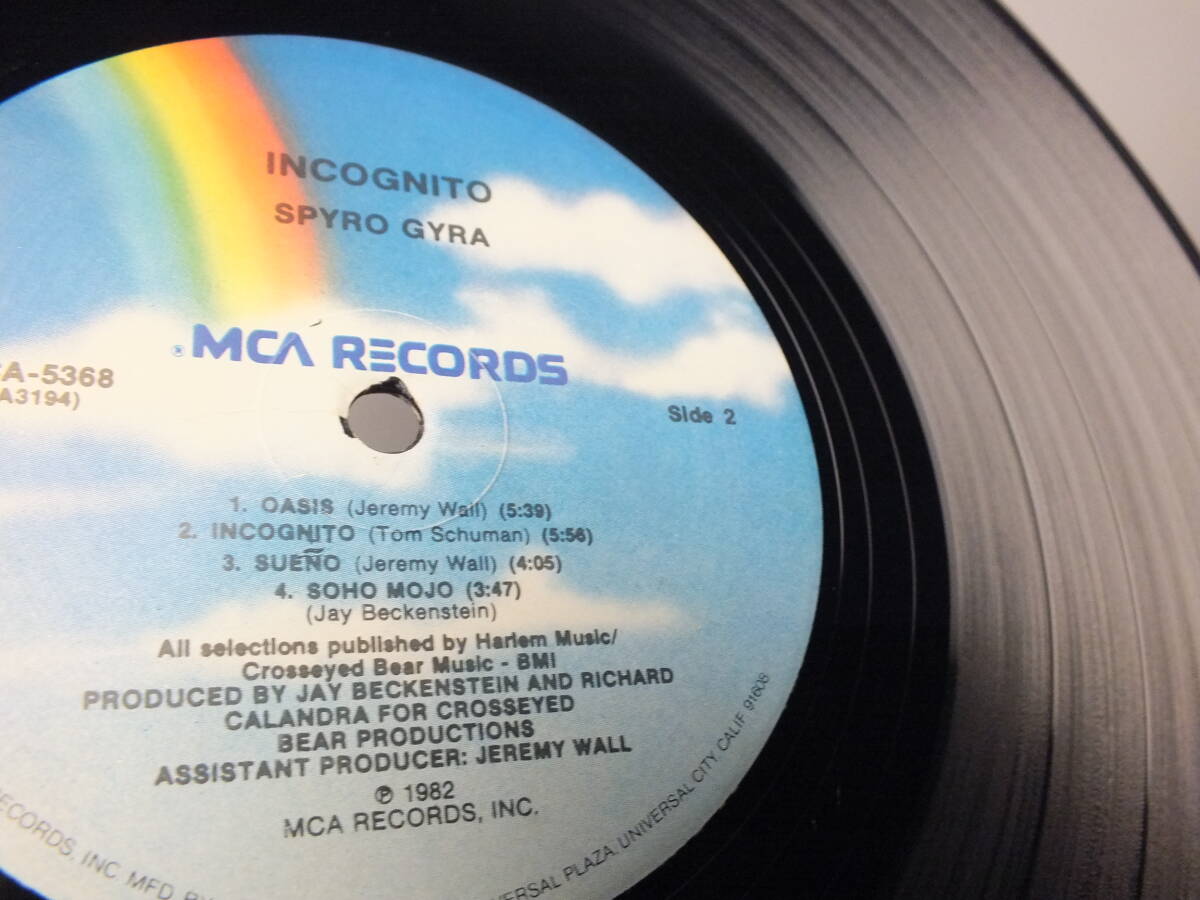 INCOGNITO
SPYRO GYRA
® MCA RECORDS
CA-5368
A3194)
Side 2
1. OASIS (Jeremy Wall) (5:39)
2. INCOGNITO (Tom Schuman) (5:56)
3. SUEÑO (Jeremy Wall) (4:05)
4. SOHO MOJO (3:47)
(Jay Beckenstein)
All selections published by Harlem Music/
Crosseyed Bear Music - BMI
PRODUCED BY JAY BECKENSTEIN AND RICHARD
CALANDRA FOR CROSSEYED
BEAR PRODUCTIONS
ASSISTANT PRODUCER: JEREMY WALL
℗ 1982
MCA RECORDS, INC.
RECORDS, INC MFD BY
VERSAL PLAZA, UNIVERSAL CITY, CALIF 91608